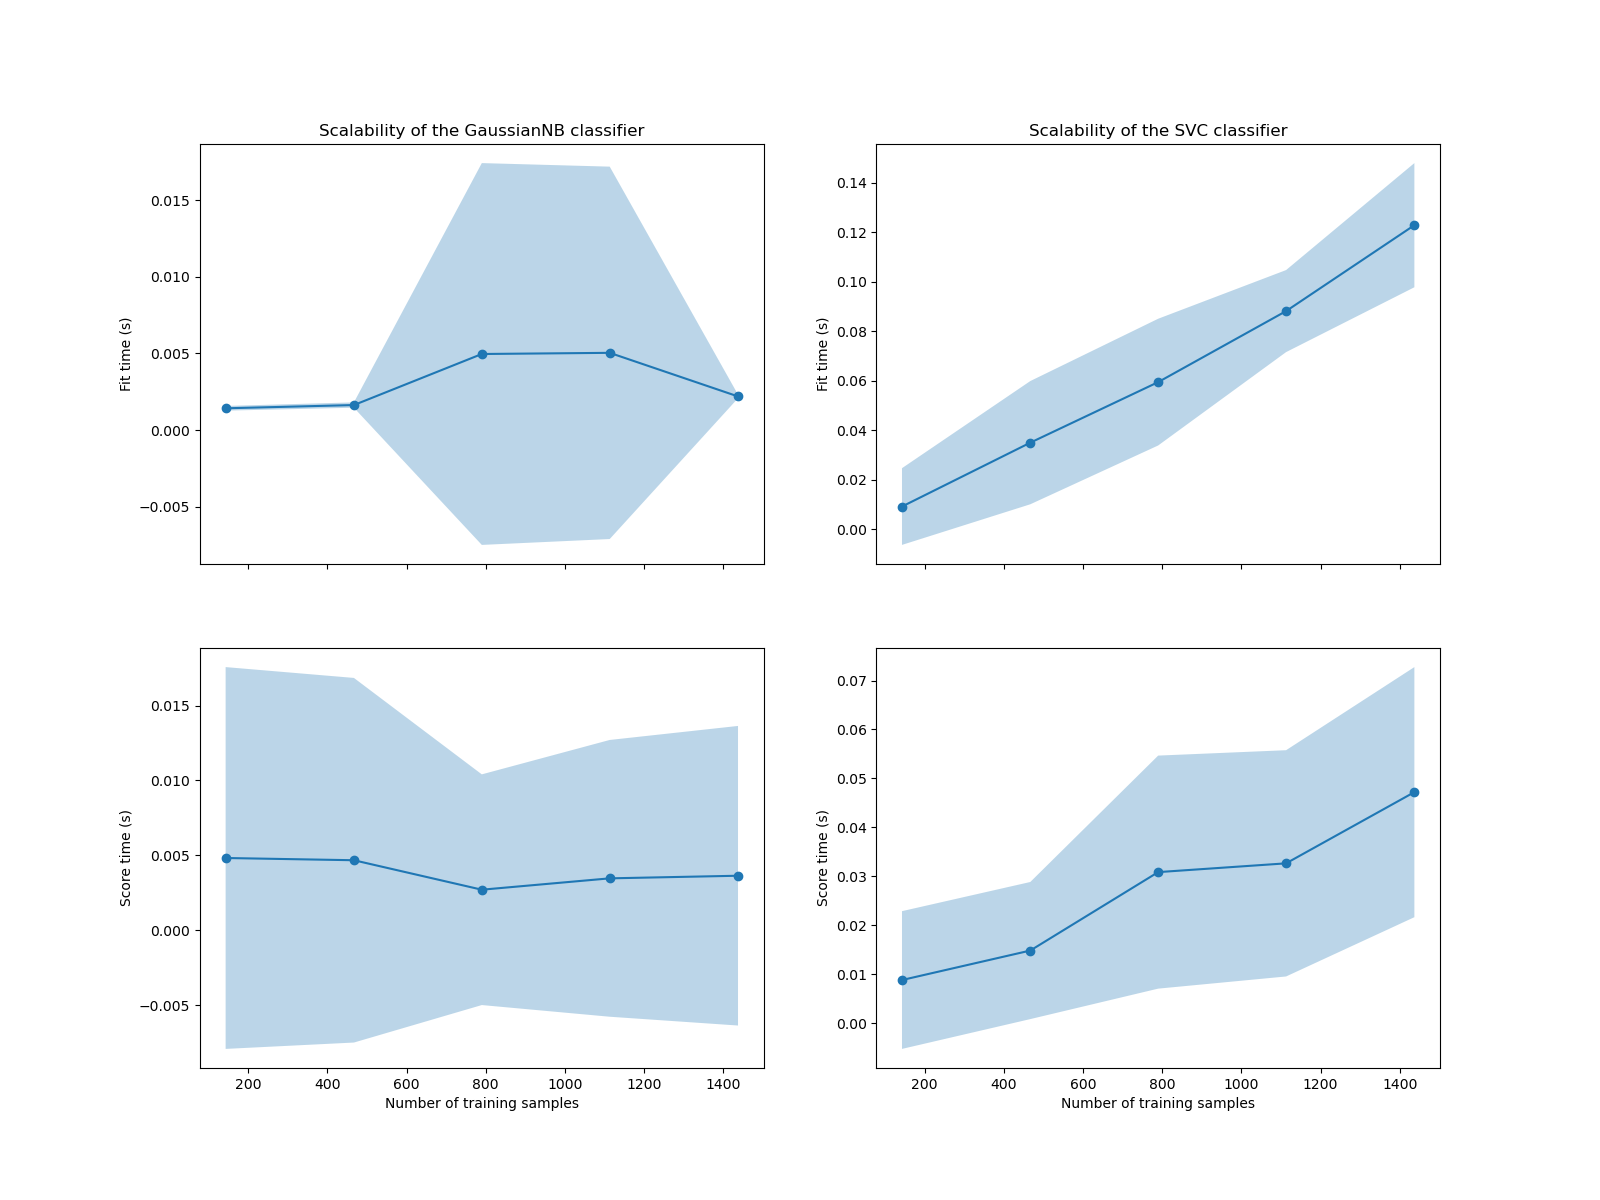 Scalability of the GaussianNB classifier
Fit time (s)
0.015
0.010
0.005
0.000
−0.005
Scalability of the SVC classifier
Fit time (s)
0.14
0.12
0.10
0.08
0.06
0.04
0.02
0.00
Score time (s)
0.015
0.010
0.005
0.000
−0.005
200 400 600 800 1000 1200 1400
Number of training samples
Score time (s)
0.07
0.06
0.05
0.04
0.03
0.02
0.01
0.00
200 400 600 800 1000 1200 1400
Number of training samples